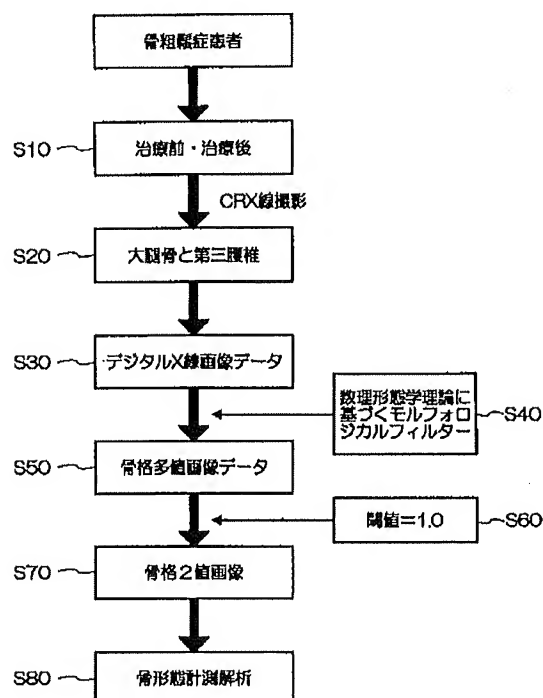 骨粗鬆症患者
S10
治療前・治療後
CRX線撮影
S20
大腿骨と第三腰椎
S30
デジタルX線画像データ
数理形態学理論に
基づくモルフォロ
ジカルフィルター
S40
S50
骨格多値画像データ
閾値＝1.0
S60
S70
骨格２値画像
S80
骨形態計測解析